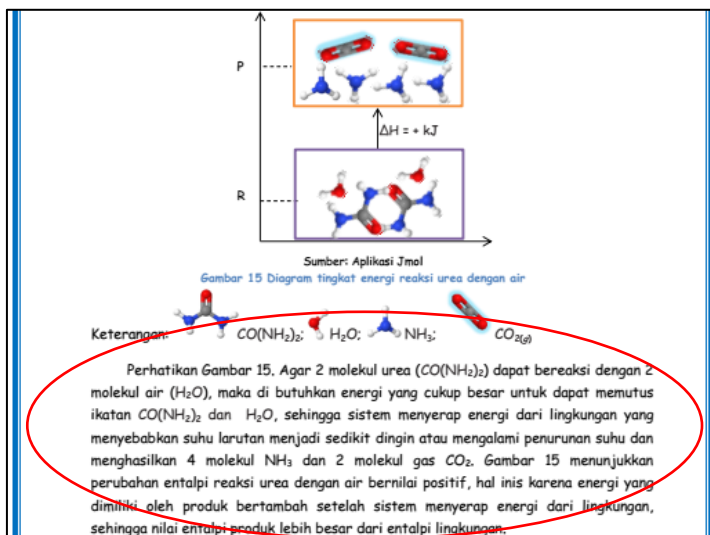 P
ΔH = + kJ
R
Sumber: Aplikasi Jmol
Gambar 15 Diagram tingkat energi reaksi urea dengan air
Keterangan: CO(NH₂)₂; H₂O; NH₃; CO₂(g)
Perhatikan Gambar 15. Agar 2 molekul urea (CO(NH₂)₂) dapat bereaksi dengan 2
molekul air (H₂O), maka di butuhkan energi yang cukup besar untuk dapat memutus
ikatan CO(NH₂)₂ dan H₂O, sehingga sistem menyerap energi dari lingkungan yang
menyebabkan suhu larutan menjadi sedikit dingin atau mengalami penurunan suhu dan
menghasilkan 4 molekul NH₃ dan 2 molekul gas CO₂. Gambar 15 menunjukkan
perubahan entalpi reaksi urea dengan air bernilai positif, hal inis karena energi yang
dimiliki oleh produk bertambah setelah sistem menyerap energi dari lingkungan,
sehingga nilai entalpi produk lebih besar dari entalpi lingkungan.